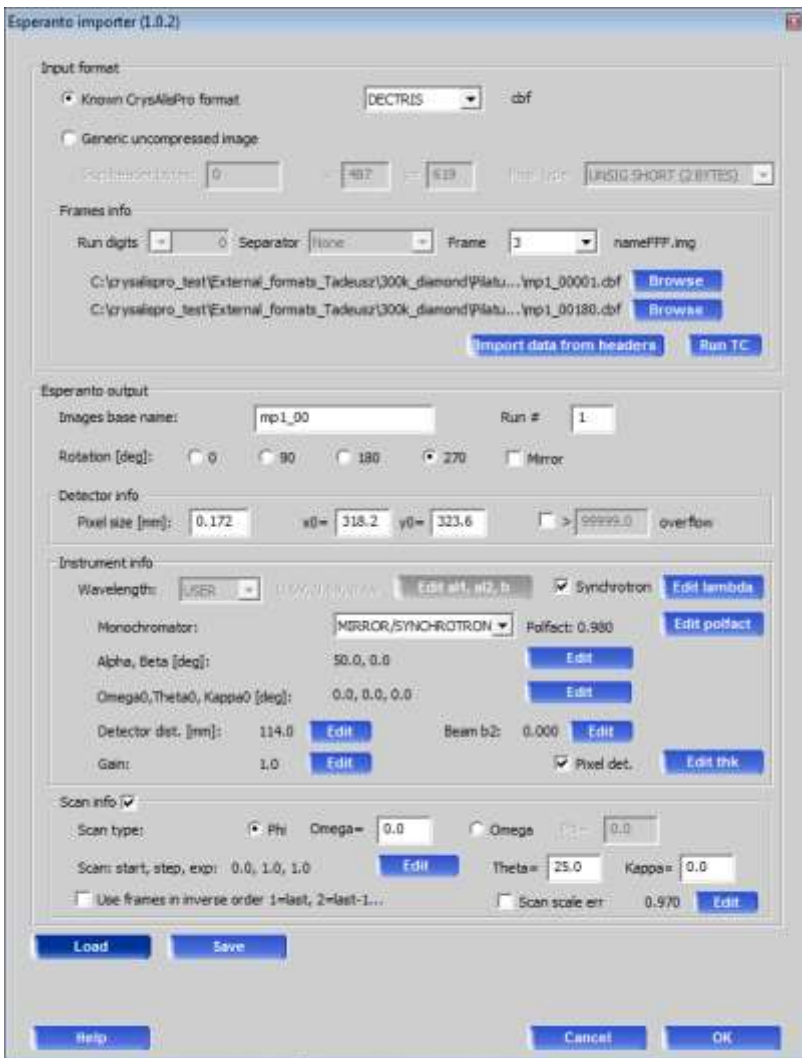 Esperanto importer (1.0.2)
Input format
Known CrysAlisPro format DECTRIS cbf
Generic uncompressed image
0 487 619 UNSIG SHORT (2 BYTES)
Frames info
Run digits 0 Separator None Frame 3 nameFFF.img
C:\crysalispro_test\External_formats_Tadeusz\300k_diamond\Pilatu...\mp1_00001.cbf Browse
C:\crysalispro_test\External_formats_Tadeusz\300k_diamond\Pilatu...\mp1_00180.cbf Browse
Import data from headers Run TC
Esperanto output
Images base name: mp1_00 Run # 1
Rotation [deg]: 0 90 180 270 Mirror
Detector info
Pixel size [mm]: 0.172 x0= 318.2 y0= 323.6 > 99999.0 overflow
Instrument info
Wavelength: USER Edit al1, al2, b Synchrotron Edit lambda
Monochromator: MIRROR/SYNCHROTRON Polfact: 0.980 Edit polfact
Alpha, Beta [deg]: 50.0, 0.0 Edit
Omega0,Theta0, Kappa0 [deg]: 0.0, 0.0, 0.0 Edit
Detector dist. [mm]: 114.0 Edit Beam b2: 0.000 Edit
Gain: 1.0 Edit Pixel det. Edit thk
Scan info
Scan type: Phi Omega= 0.0 Omega 0.0
Scan: start, step, exp: 0.0, 1.0, 1.0 Edit Theta= 25.0 Kappa= 0.0
Use frames in inverse order 1=last, 2=last-1... Scan scale err 0.970 Edit
Load Save
Help Cancel OK